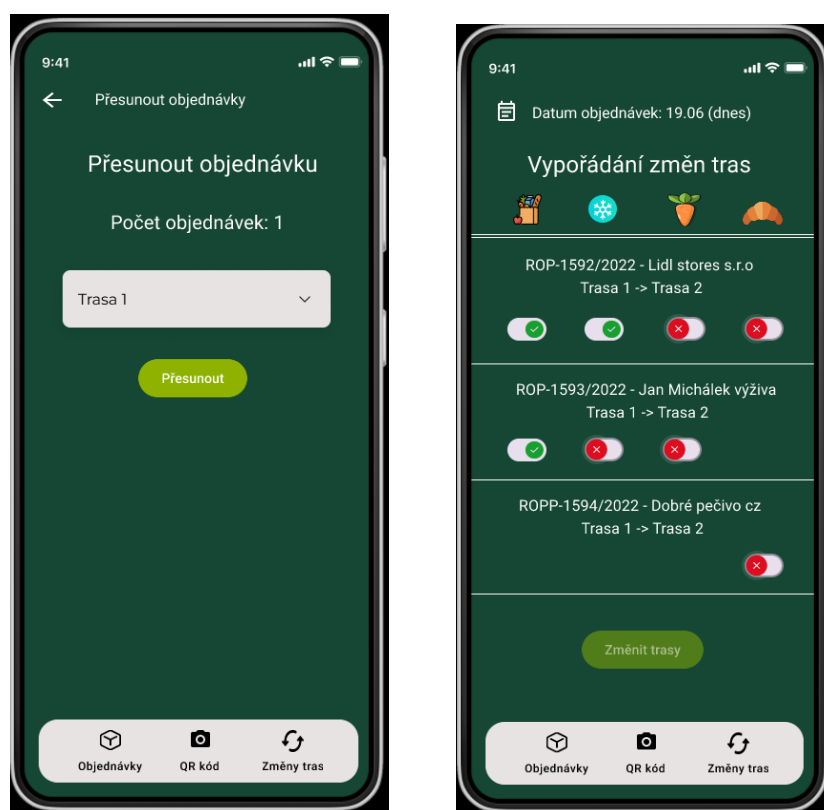 9:41
Přesunout objednávky
Přesunout objednávku
Počet objednávek: 1
Trasa 1
Přesunout
Objednávky
QR kód
Změny tras
9:41
Datum objednávek: 19.06 (dnes)
Vypořádání změn tras
ROP-1592/2022 - Lidl stores s.r.o
Trasa 1 -> Trasa 2
ROP-1593/2022 - Jan Michálek výživa
Trasa 1 -> Trasa 2
ROPP-1594/2022 - Dobré pečivo cz
Trasa 1 -> Trasa 2
Změnit trasy
Objednávky
QR kód
Změny tras